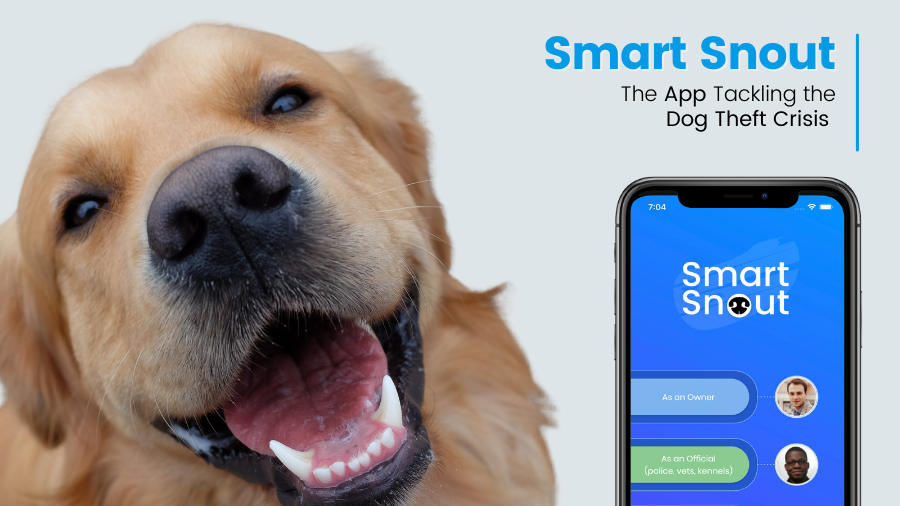 Smart Snout
The App Tackling the
Dog Theft Crisis
7:04
Smart
Snout
As an Owner
As an Official
(police, vets, kennels)